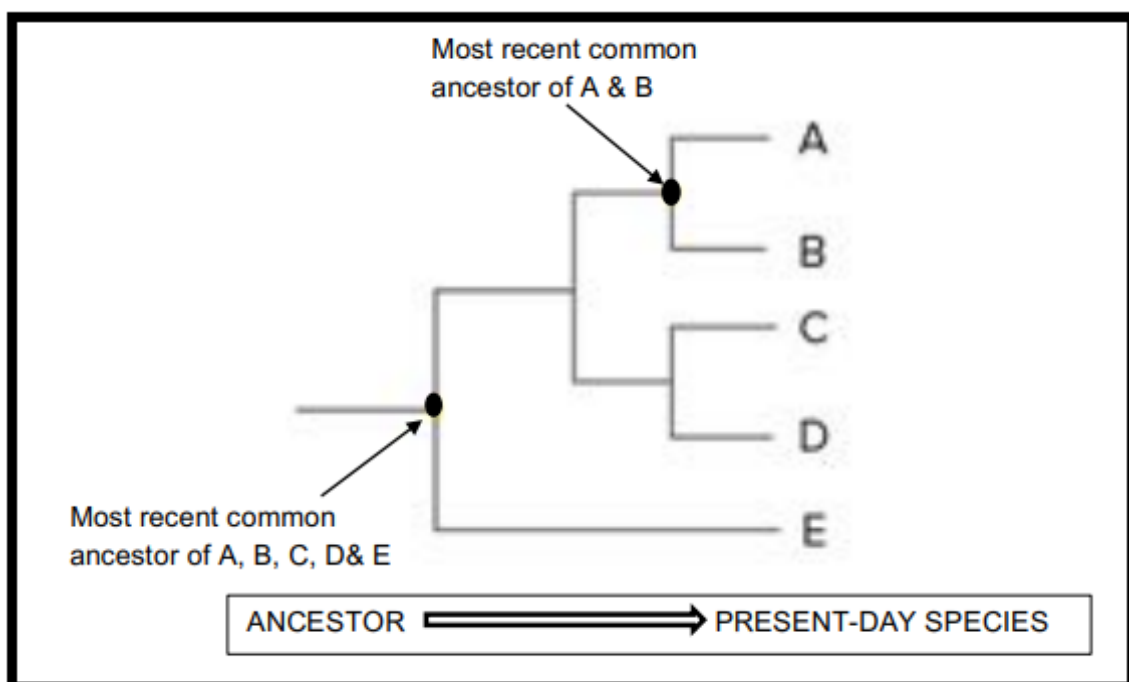 Most recent common
ancestor of A & B
A
B
C
D
E
Most recent common
ancestor of A, B, C, D& E
ANCESTOR PRESENT-DAY SPECIES